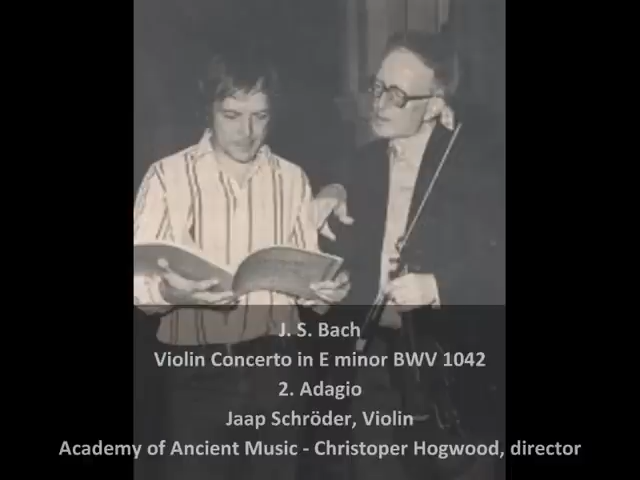 J. S. Bach
Violin Concerto in E minor BWV 1042
2. Adagio
Jaap Schröder, Violin
Academy of Ancient Music - Christoper Hogwood, director